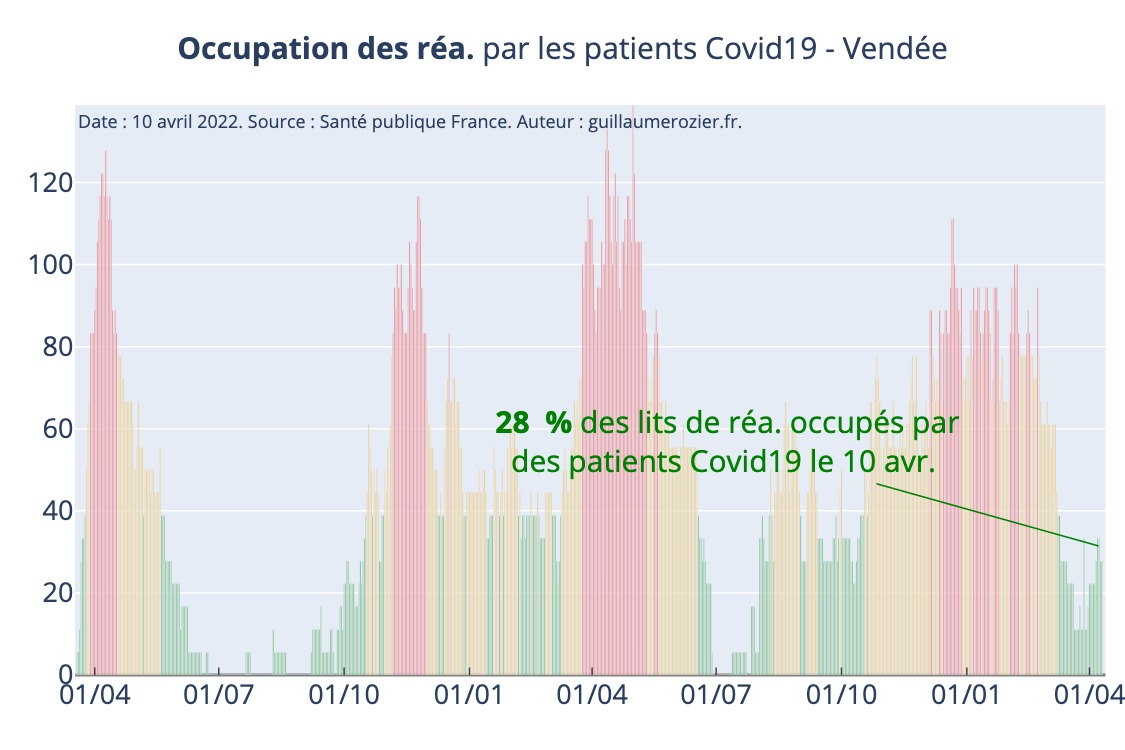 Occupation des réa. par les patients Covid19 - Vendée
Date : 10 avril 2022. Source : Santé publique France. Auteur : guillaumerozier.fr.
120
100
80
60
40
20
0
28 % des lits de réa. occupés par
des patients Covid19 le 10 avr.
01/04 01/07 01/10 01/01 01/04 01/07 01/10 01/01 01/04